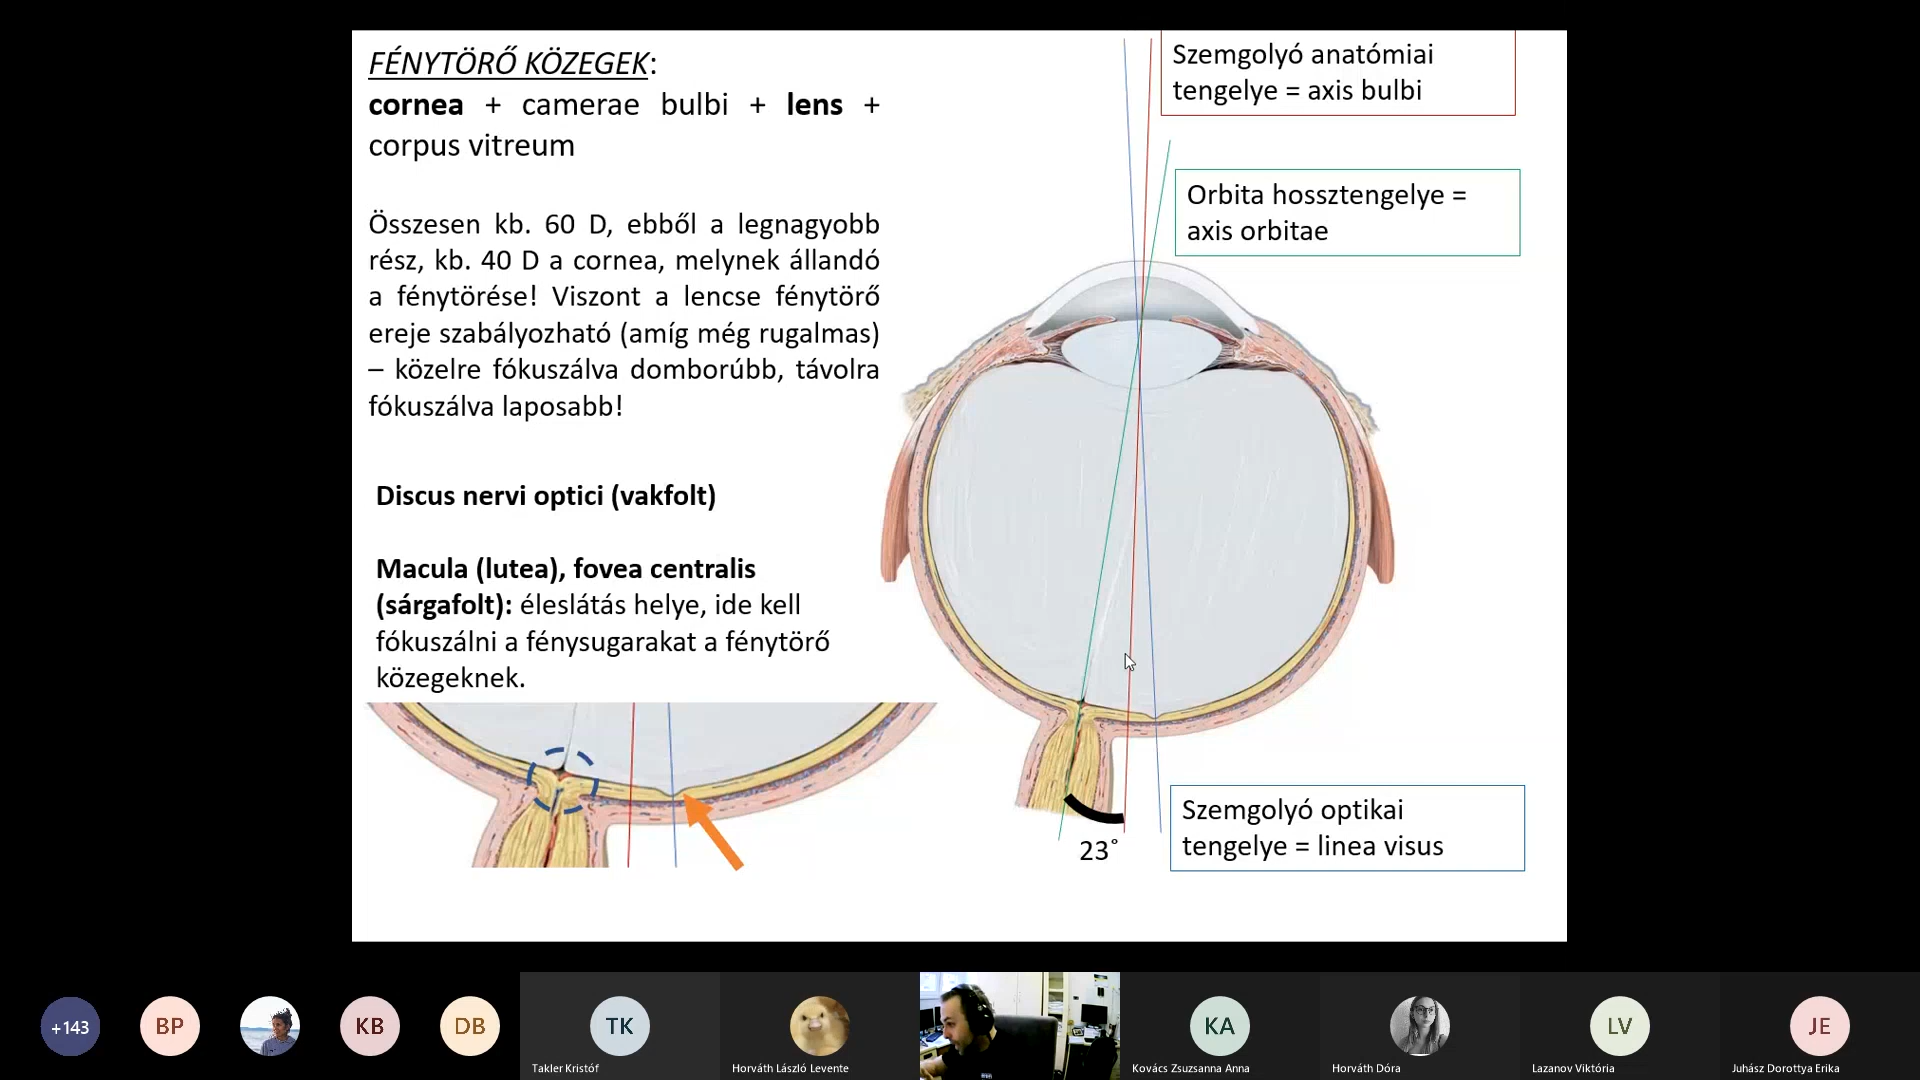 FÉNYTÖRŐ KÖZEGEK:
cornea + camerae bulbi + lens +
corpus vitreum
Összesen kb. 60 D, ebből a legnagyobb
rész, kb. 40 D a cornea, melynek állandó
a fénytörése! Viszont a lencse fénytörő
ereje szabályozható (amíg még rugalmas)
– közelre fókuszálva domborúbb, távolra
fókuszálva laposabb!
Discus nervi optici (vakfolt)
Macula (lutea), fovea centralis
(sárgafolt): éleslátás helye, ide kell
fókuszálni a fénysugarakat a fénytörő
közegeknek.
Szemgolyó anatómiai
tengelye = axis bulbi
Orbita hossztengelye =
axis orbitae
23°
Szemgolyó optikai
tengelye = linea visus
+143
BP
KB
DB
TK
Takler Kristóf
Horváth László Levente
KA
Kovács Zsuzsanna Anna
Horváth Dóra
LV
Lazanov Viktória
JE
Juhász Dorottya Erika